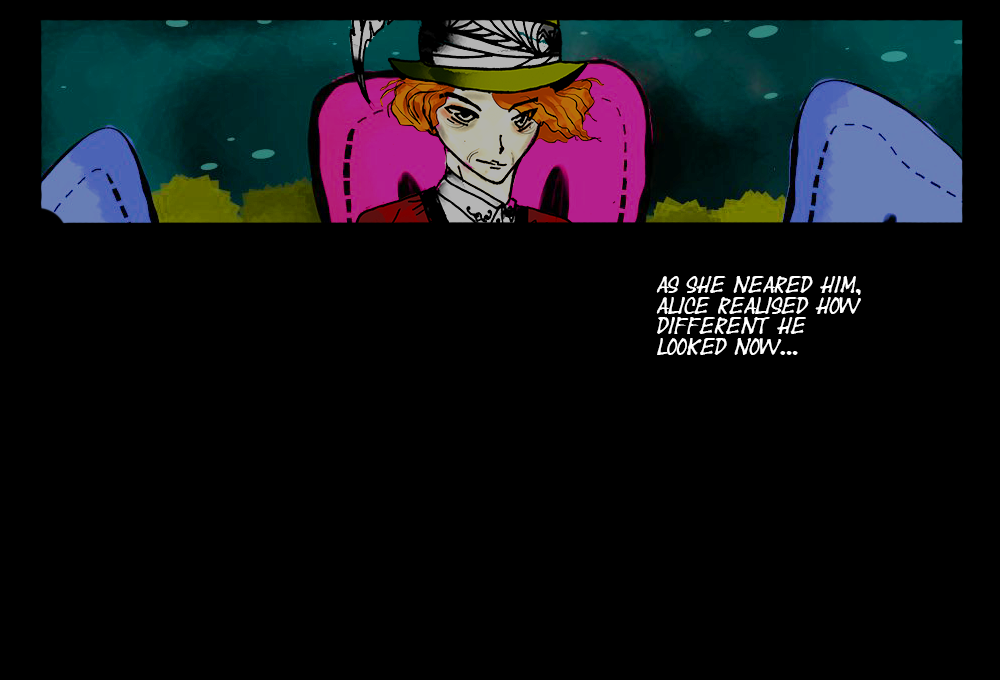 AS SHE NEARED HIM,
ALICE REALISED HOW
DIFFERENT HE
LOOKED NOW...